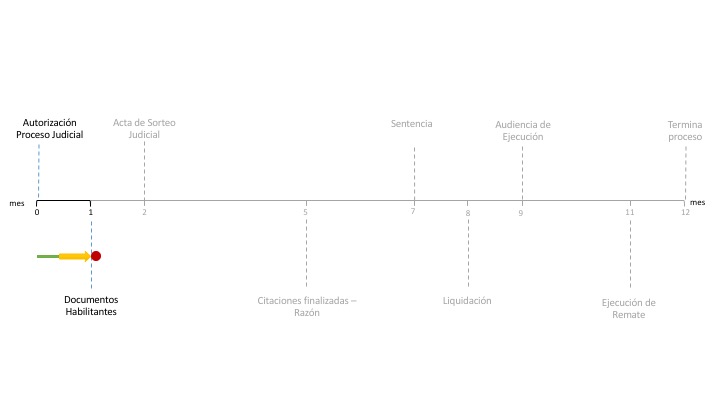 Autorización
Proceso Judicial
Acta de Sorteo
Judicial
Sentencia
Audiencia de
Ejecución
Termina
proceso
mes
mes
0
1
2
5
7
8
9
11
12
Documentos
Habilitantes
Citaciones finalizadas –
Razón
Liquidación
Ejecución de
Remate